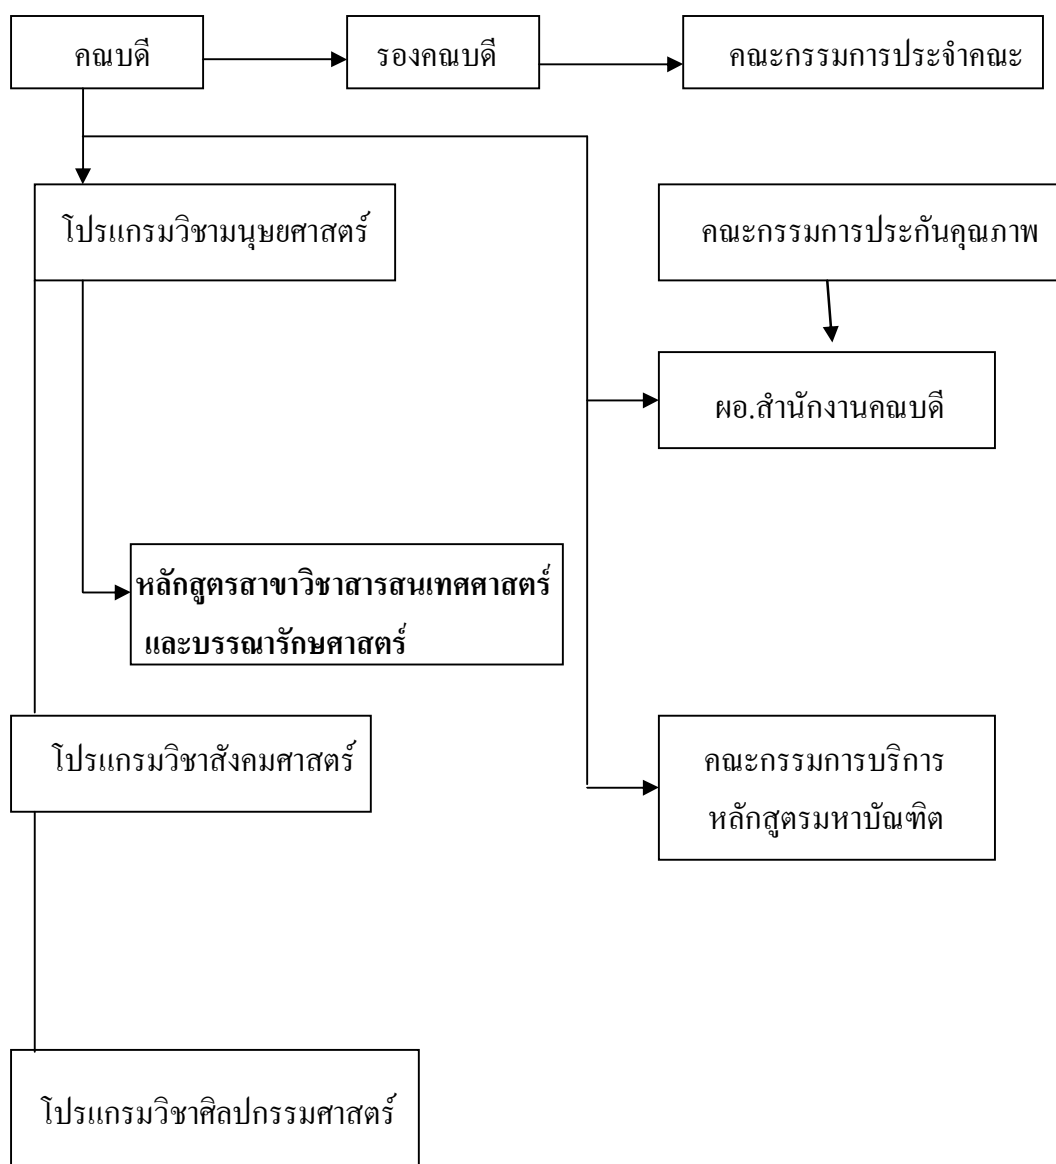 คณบดี
รองคณบดี
คณะกรรมการประจำคณะ
โปรแกรมวิชามนุษยศาสตร์
คณะกรรมการประกันคุณภาพ
ผอ.สำนักงานคณบดี
หลักสูตรสาขาวิชาสารสนเทศศาสตร์
และบรรณารักษศาสตร์
โปรแกรมวิชาสังคมศาสตร์
คณะกรรมการบริการ
หลักสูตรมหาบัณฑิต
โปรแกรมวิชาศิลปกรรมศาสตร์